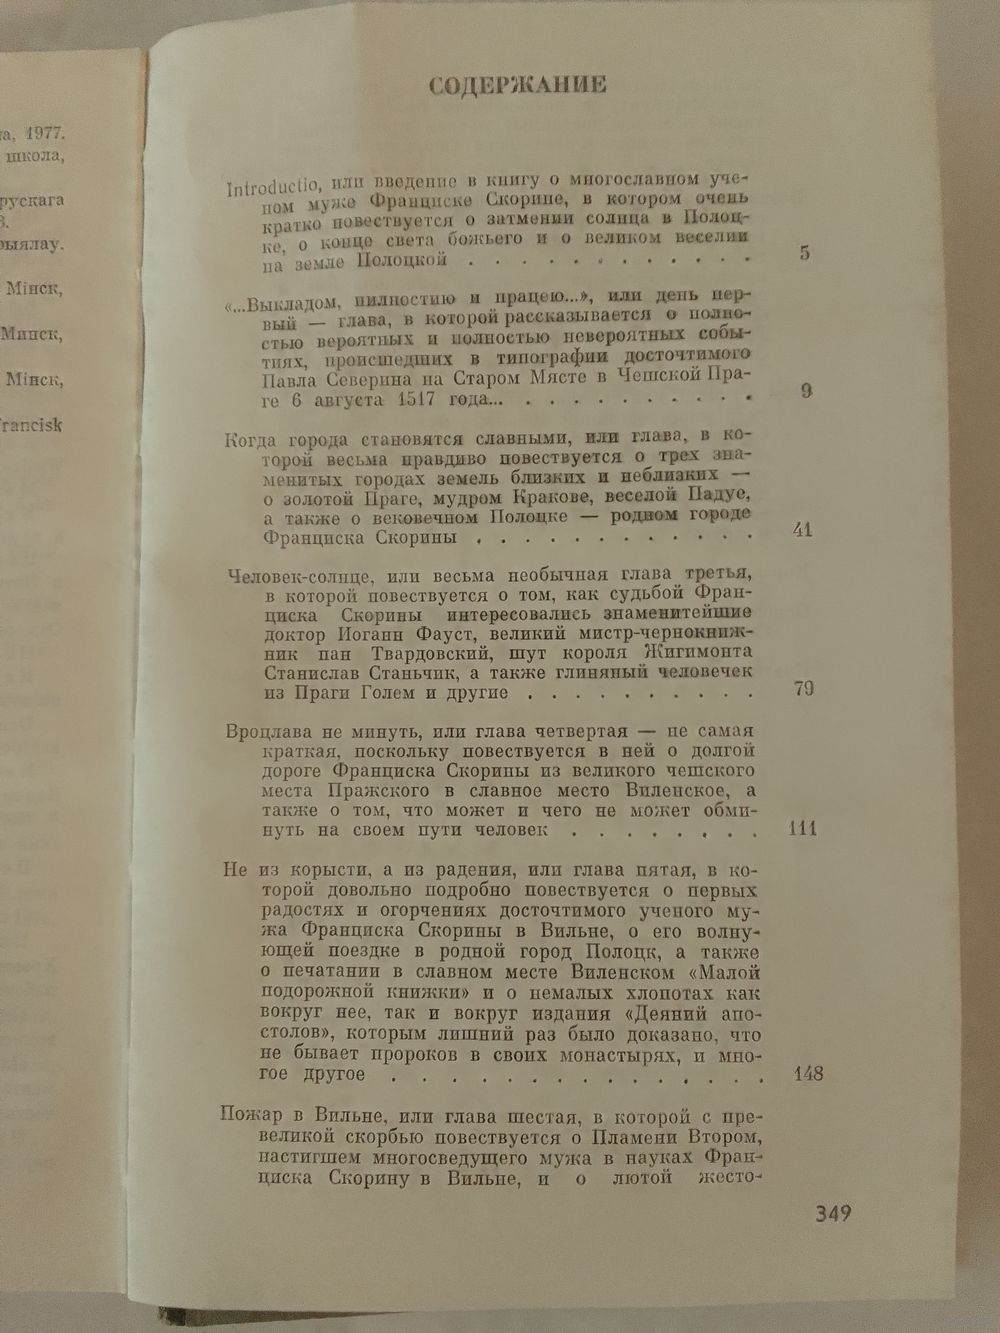 а, 1977.
школа,
рускага
В.
рылау.
Мінск,
Минск,
Мінск,
Francisk
СОДЕРЖАНИЕ
Introductio, или введение в книгу о многославном уче-
ном муже Франциске Скорине, в котором очень
кратко повествуется о затмении солнца в Полоц-
ке, о конце света божьего и о великом веселии
на земле Полоцкой . . . . . . . . . . . . . 5
«...Выкладом, пилностию и працею...», или день пер-
вый — глава, в которой рассказывается о полно-
стью вероятных и полностью невероятных собы-
тиях, происшедших в типографии досточтимого
Павла Северина на Старом Мясте в Чешской Пра-
ге 6 августа 1517 года... . . . . . . . . . . . 9
Когда города становятся славными, или глава, в ко-
торой весьма правдиво повествуется о трех зна-
менитых городах земель близких и неблизких —
о золотой Праге, мудром Кракове, веселой Падуе,
а также о вековечном Полоцке — родном городе
Франциска Скорины . . . . . . . . . . . . 41
Человек-солнце, или весьма необычная глава третья,
в которой повествуется о том, как судьбой Фран-
циска Скорины интересовались знаменитейшие
доктор Иоганн Фауст, великий мистр-чернокниж-
ник пан Твардовский, шут короля Жигимонта
Станислав Станьчик, а также глиняный человечек
из Праги Голем и другие . . . . . . . . . . 79
Вроцлава не минуть, или глава четвертая — не самая
краткая, поскольку повествуется в ней о долгой
дороге Франциска Скорины из великого чешского
места Пражского в славное место Виленское, а
также о том, что может и чего не может обми-
нуть на своем пути человек . . . . . . . . 111
Не из корысти, а из радения, или глава пятая, в ко-
торой довольно подробно повествуется о первых
радостях и огорчениях досточтимого ученого му-
жа Франциска Скорины в Вильне, о его волну-
ющей поездке в родной город Полоцк, а также
о печатании в славном месте Виленском «Малой
подорожной книжки» и о немалых хлопотах как
вокруг нее, так и вокруг издания «Деяний апо-
столов», которым лишний раз было доказано, что
не бывает пророков в своих монастырях, и мно-
гое другое . . . . . . . . . . . . . . 148
Пожар в Вильне, или глава шестая, в которой с пре-
великой скорбью повествуется о Пламени Втором,
настигшем многосведущего мужа в науках Фран-
циска Скорину в Вильне, и о лютой жесто-
349